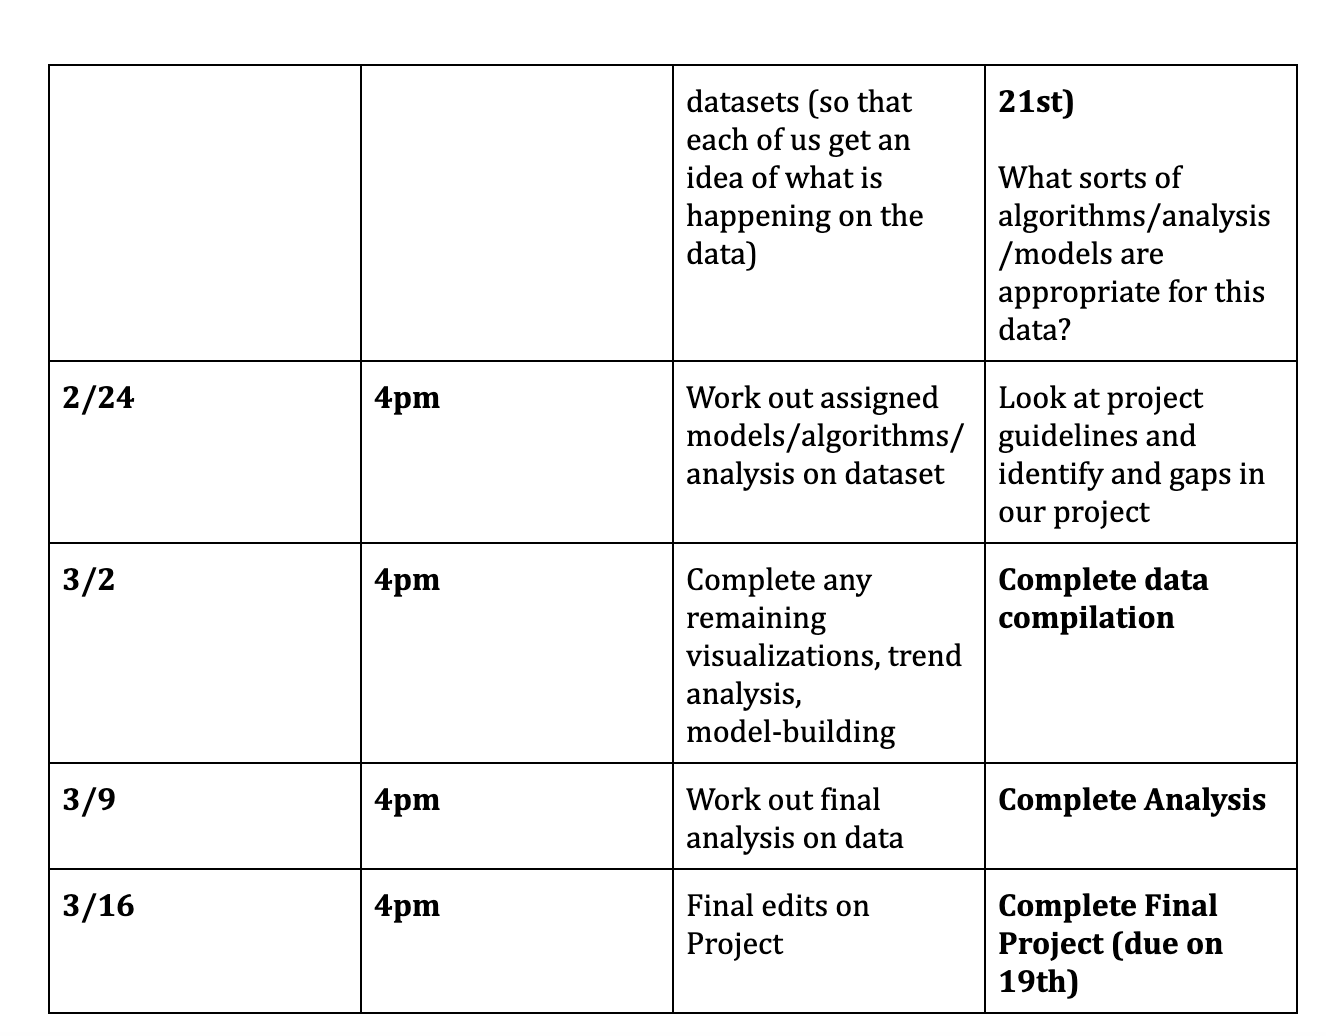 datasets (so that
each of us get an
idea of what is
happening on the
data)
21st)
What sorts of
algorithms/analysis
/models are
appropriate for this
data?
2/24
4pm
Work out assigned
models/algorithms/
analysis on dataset
Look at project
guidelines and
identify and gaps in
our project
3/2
4pm
Complete any
remaining
visualizations, trend
analysis,
model-building
Complete data
compilation
3/9
4pm
Work out final
analysis on data
Complete Analysis
3/16
4pm
Final edits on
Project
Complete Final
Project (due on
19th)